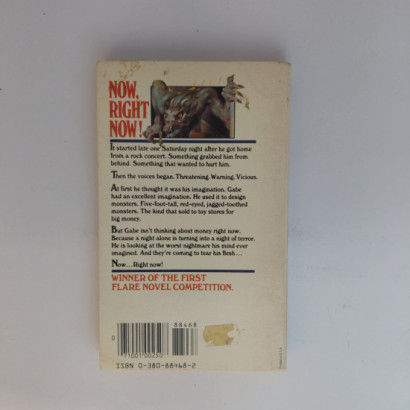 NOW,
RIGHT
NOW!
It started late one Saturday night after he got home
from a rock concert. Something grabbed him from
behind. Something that wanted to hurt him.
Then the voices began. Threatening. Warning. Vicious.
At first he thought it was his imagination. Gabe
had an excellent imagination. He used it to design
monsters. Five-foot-tall, red-eyed, jagged-toothed
monsters. The kind that sold to toy stores for
big money.
But Gabe isn't thinking about money right now.
Because a night alone is turning into a night of terror.
He is looking at the worst nightmare his mind ever
imagined. And they're coming to tear his flesh...
Now...Right now!
WINNER OF THE FIRST
FLARE NOVEL COMPETITION.
88468
0
71001 00250
ISBN 0-380-88468-2